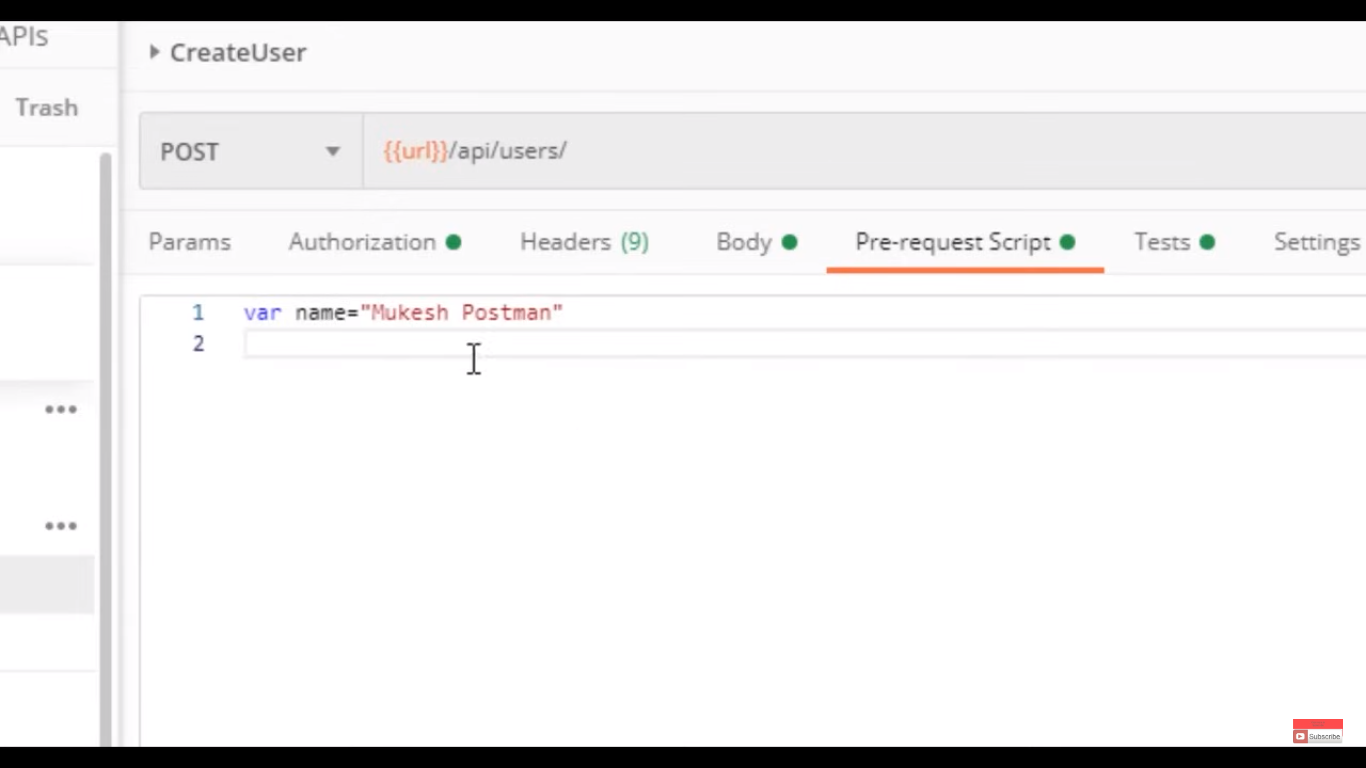 APIs
CreateUser
Trash
POST {{url}}/api/users/
Params Authorization Headers (9) Body Pre-request Script Tests Settings
1 var name="Mukesh Postman"
2
Subscribe